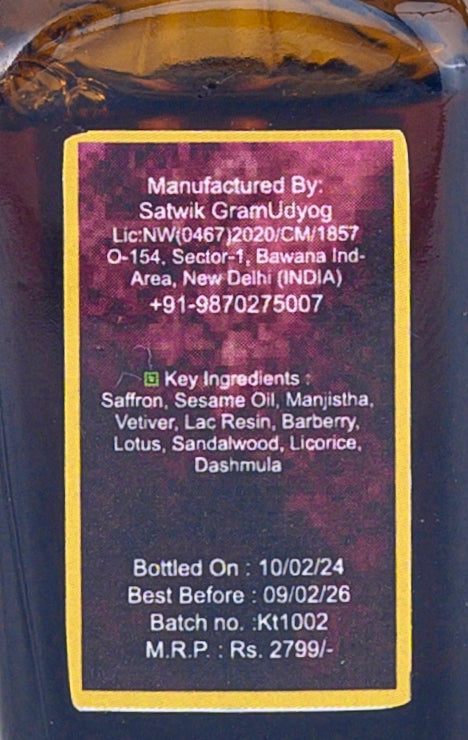 Manufactured By:
Satwik GramUdyog
Lic:NW(0467)2020/CM/1857
O-154, Sector-1, Bawana Ind-
Area, New Delhi (INDIA)
+91-9870275007
Key Ingredients :
Saffron, Sesame Oil, Manjistha,
Vetiver, Lac Resin, Barberry,
Lotus, Sandalwood, Licorice,
Dashmula
Bottled On : 10/02/24
Best Before : 09/02/26
Batch no. :Kt1002
M.R.P. : Rs. 2799/-